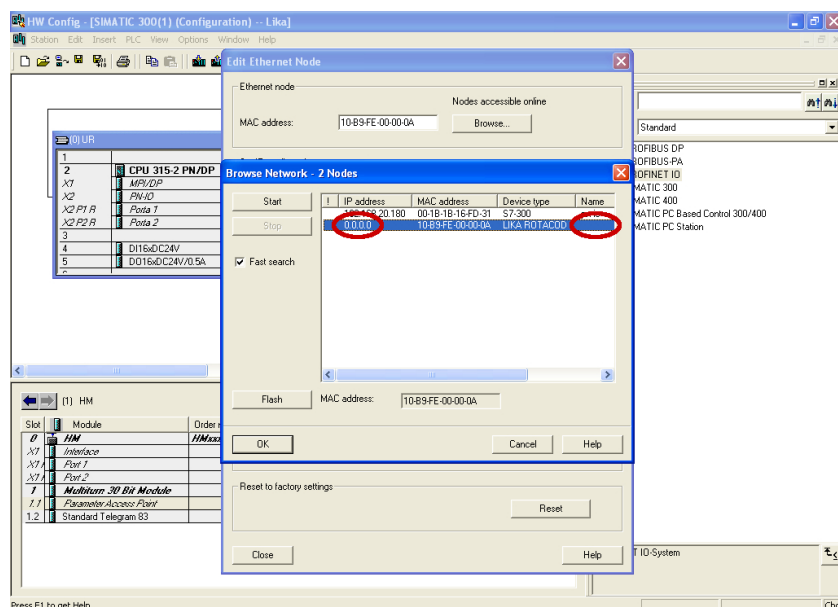 HW Config - [SIMATIC 300(1) (Configuration) -- Lika]
Station Edit Insert PLC View Options Window Help
Edit Ethernet Node
Ethernet node
Nodes accessible online
MAC address: 10-B9-FE-00-00-0A Browse...
Standard
(0) UR
1
2 CPU 315-2 PN/DP
X1 MPI/DP
X2 PN-IO
X2 P1 R Porta 1
X2 P2 R Porta 2
3
4 DI16xDC24V
5 DO16xDC24V/0.5A
Browse Network - 2 Nodes
Start
Stop
Fast search
! IP address MAC address Device type Name
192.168.20.180 00-1B-1B-16-FD-31 S7-300
0.0.0.0 10-B9-FE-00-00-0A LIKA ROTACOD
Flash MAC address: 10-B9-FE-00-00-0A
OK Cancel Help
ROFIBUS DP
ROFIBUS-PA
ROFINET IO
MATIC 300
MATIC 400
MATIC PC Based Control 300/400
MATIC PC Station
(1) HM
Slot Module Order
0 HM HMxxx
X1 Interface
X1 Port 1
X1 Port 2
1 Multiturn 30 Bit Module
1.1 Parameter Access Point
1.2 Standard Telegram 83
Reset to factory settings
Reset
Close Help
T IO-System
Press F1 to get Help.
Chg